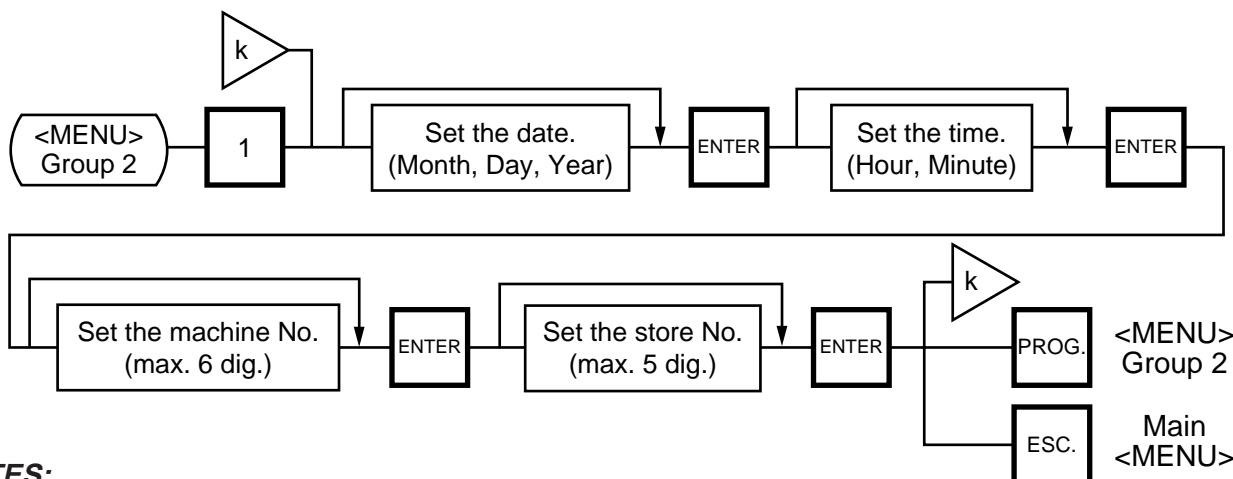 k
<MENU>
Group 2
1
Set the date.
(Month, Day, Year)
ENTER
Set the time.
(Hour, Minute)
ENTER
Set the machine No.
(max. 6 dig.)
ENTER
Set the store No.
(max. 5 dig.)
ENTER
k
PROG.
<MENU>
Group 2
ESC.
Main
<MENU>
TES: